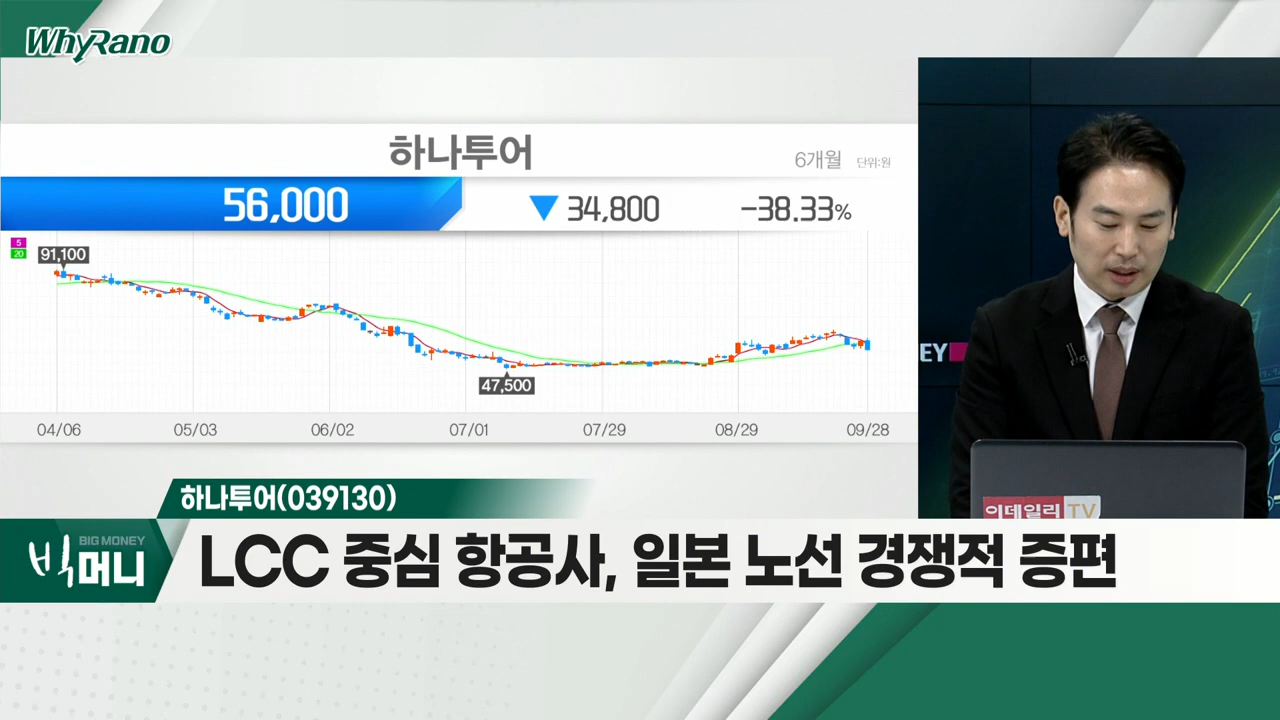 WhyRano
하나투어
6개월 단위:원
56,000 ▼ 34,800 -38.33%
5
20
91,100
47,500
04/06 05/03 06/02 07/01 07/29 08/29 09/28
EY
이데일리TV
하나투어(039130)
BIG MONEY
빅머니
LCC 중심 항공사, 일본 노선 경쟁적 증편